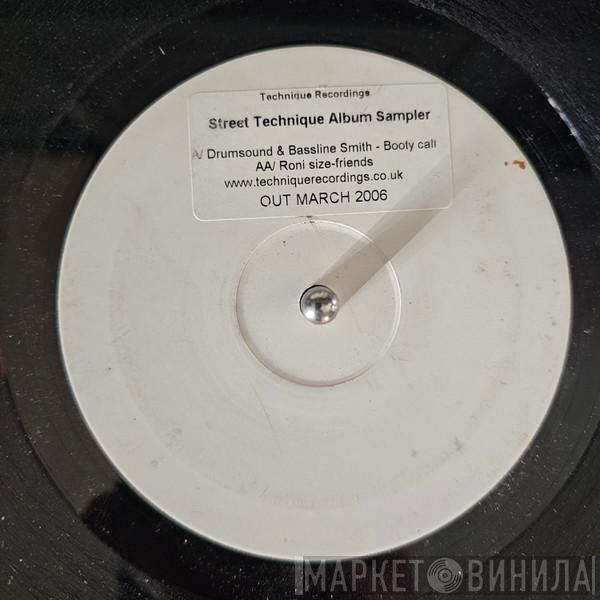 Technique Recordings
Street Technique Album Sampler
A/ Drumsound & Bassline Smith - Booty call
AA/ Roni size-friends
www.techniquerecordings.co.uk
OUT MARCH 2006
МАРКЕТ ВИНИЛА